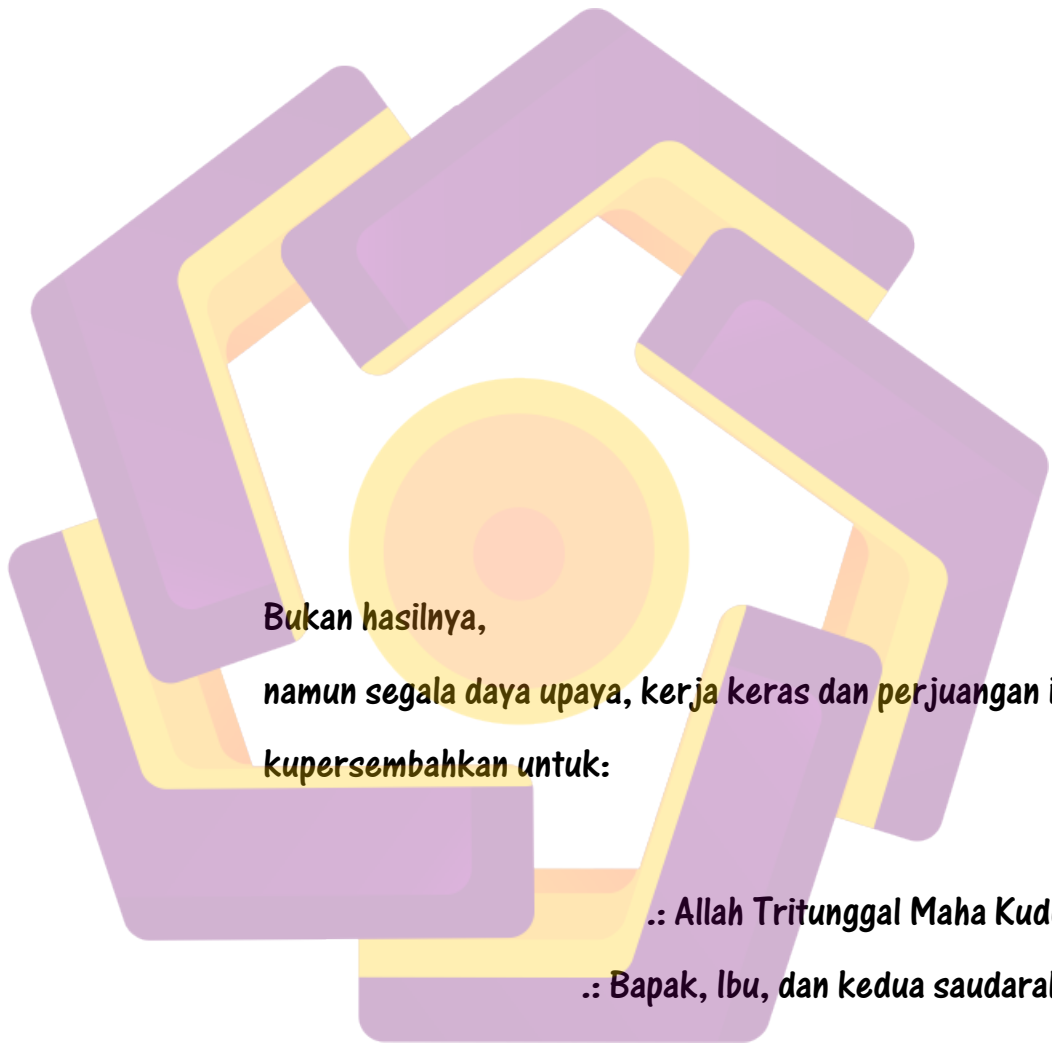 Bukan hasilnya,
namun segala daya upaya, kerja keras dan perjuangan
kupersembahkan untuk:
.: Allah Tritunggal Maha
.: Bapak, Ibu, dan kedua